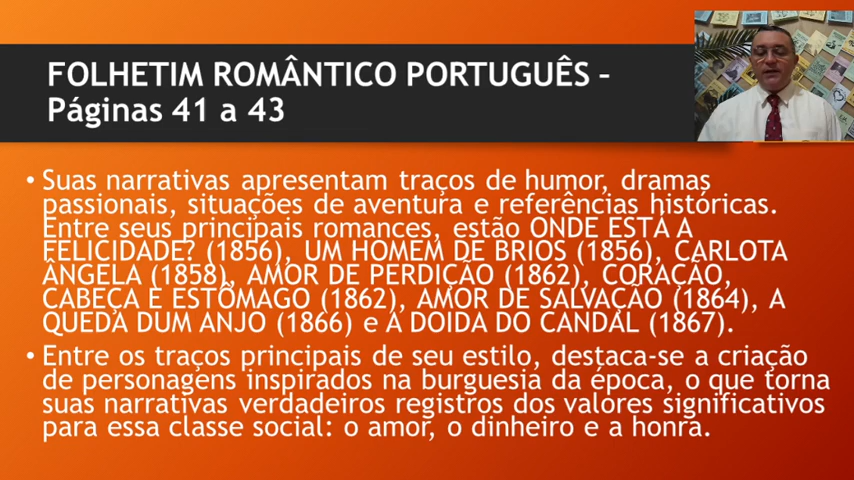 FOLHETIM ROMÂNTICO PORTUGUÊS –
Páginas 41 a 43
• Suas narrativas apresentam traços de humor, dramas
passionais, situações de aventura e referências históricas.
Entre seus principais romances, estão ONDE ESTÁ A
FELICIDADE? (1856), UM HOMEM DE BRIOS (1856), CARLOTA
ÂNGELA (1858), AMOR DE PERDIÇÃO (1862), CORAÇÃO,
CABEÇA E ESTÔMAGO (1862), AMOR DE SALVAÇÃO (1864), A
QUEDA DUM ANJO (1866) e A DOIDA DO CANDAL (1867).
• Entre os traços principais de seu estilo, destaca-se a criação
de personagens inspirados na burguesia da época, o que torna
suas narrativas verdadeiros registros dos valores significativos
para essa classe social: o amor, o dinheiro e a honra.